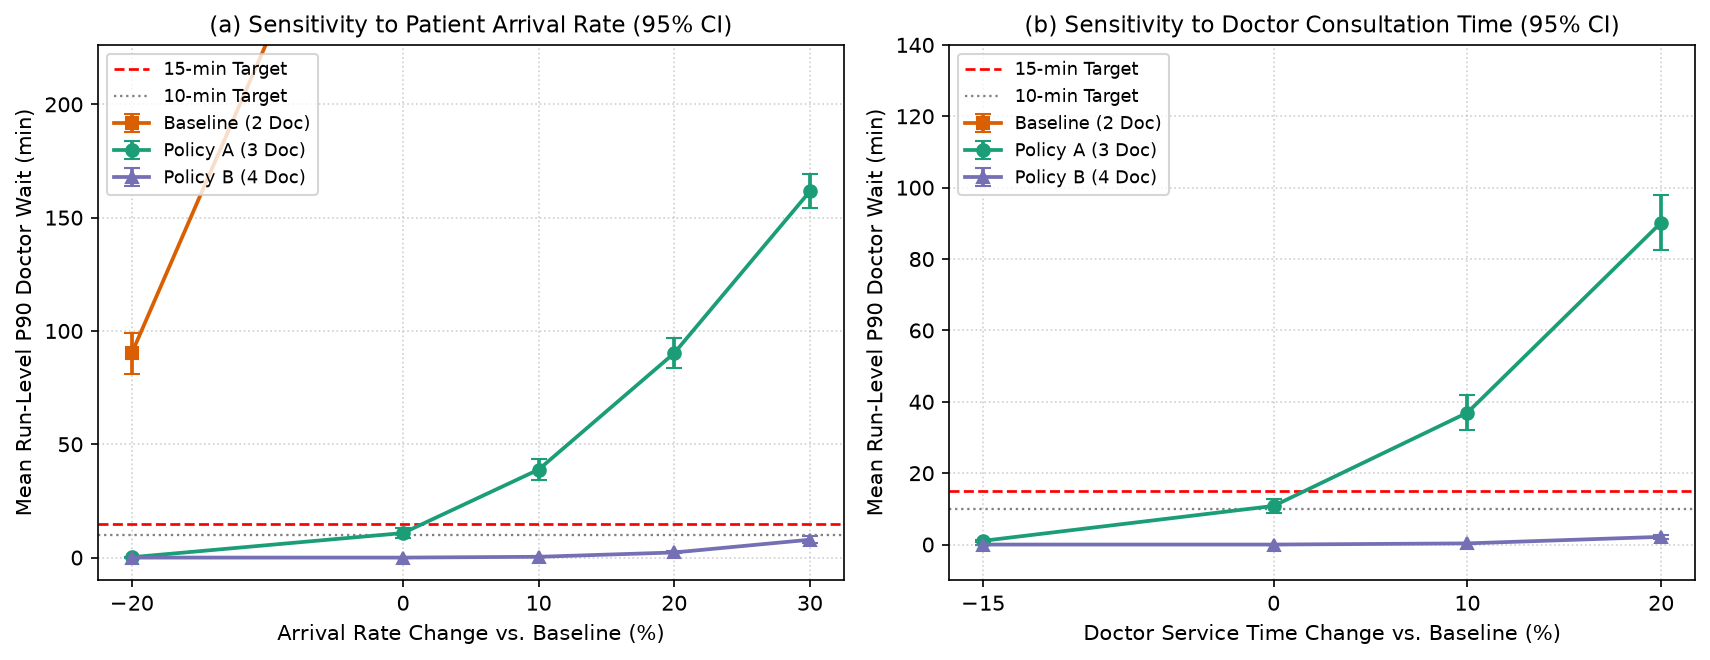 (a) Sensitivity to Patient Arrival Rate (95% CI)
Mean Run-Level P90 Doctor Wait (min)
200
150
100
50
0
15-min Target
10-min Target
Baseline (2 Doc)
Policy A (3 Doc)
Policy B (4 Doc)
−20
0
10
20
30
Arrival Rate Change vs. Baseline (%)
(b) Sensitivity to Doctor Consultation Time (95% CI)
Mean Run-Level P90 Doctor Wait (min)
140
120
100
80
60
40
20
0
15-min Target
10-min Target
Baseline (2 Doc)
Policy A (3 Doc)
Policy B (4 Doc)
−15
0
10
20
Doctor Service Time Change vs. Baseline (%)